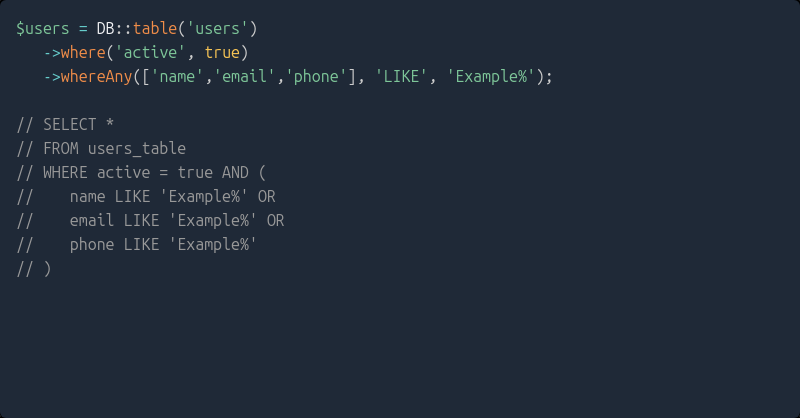 $users = DB::table('users')
   ->where('active', true)
   ->whereAny(['name','email','phone'], 'LIKE', 'Example%');

// SELECT *
// FROM users_table
// WHERE active = true AND (
//    name LIKE 'Example%' OR
//    email LIKE 'Example%' OR
//    phone LIKE 'Example%'
// )